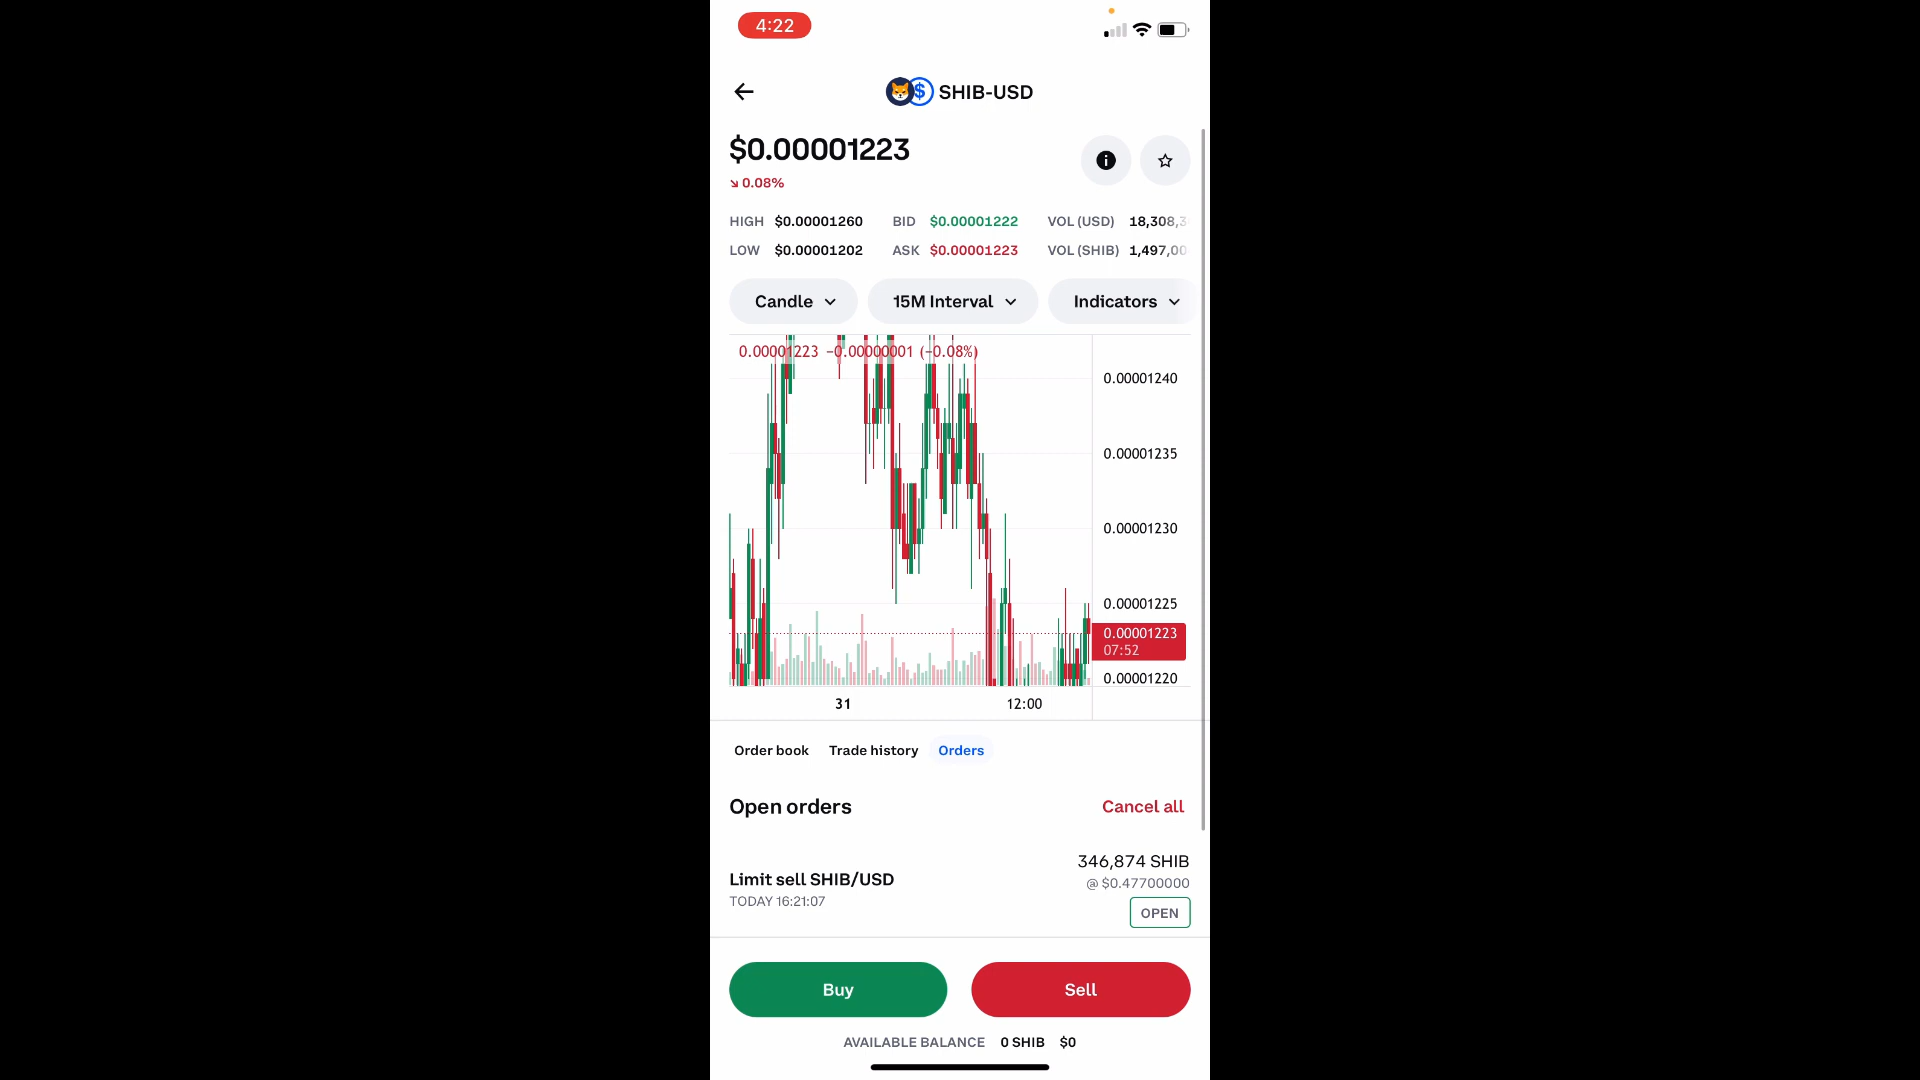 4:22
SHIB-USD
$0.00001223
↘ 0.08%
HIGH $0.00001260 BID $0.00001222 VOL (USD) 18,308,3
LOW $0.00001202 ASK $0.00001223 VOL (SHIB) 1,497,00
Candle 15M Interval Indicators
0.00001223 −0.00000001 (−0.08%)
0.00001240
0.00001235
0.00001230
0.00001225
0.00001223
07:52
0.00001220
31 12:00
Order book Trade history Orders
Open orders Cancel all
346,874 SHIB
Limit sell SHIB/USD
@ $0.47700000
TODAY 16:21:07
OPEN
Buy Sell
AVAILABLE BALANCE 0 SHIB $0